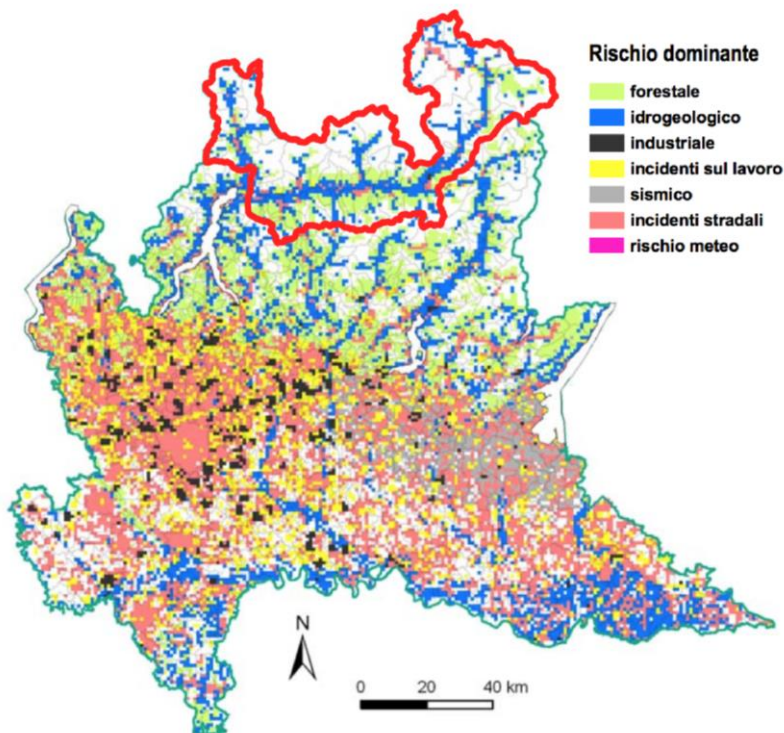 Rischio dominante
forestale
idrogeologico
industriale
incidenti sul lavoro
sismico
incidenti stradali
rischio meteo
N
0 20 40 km